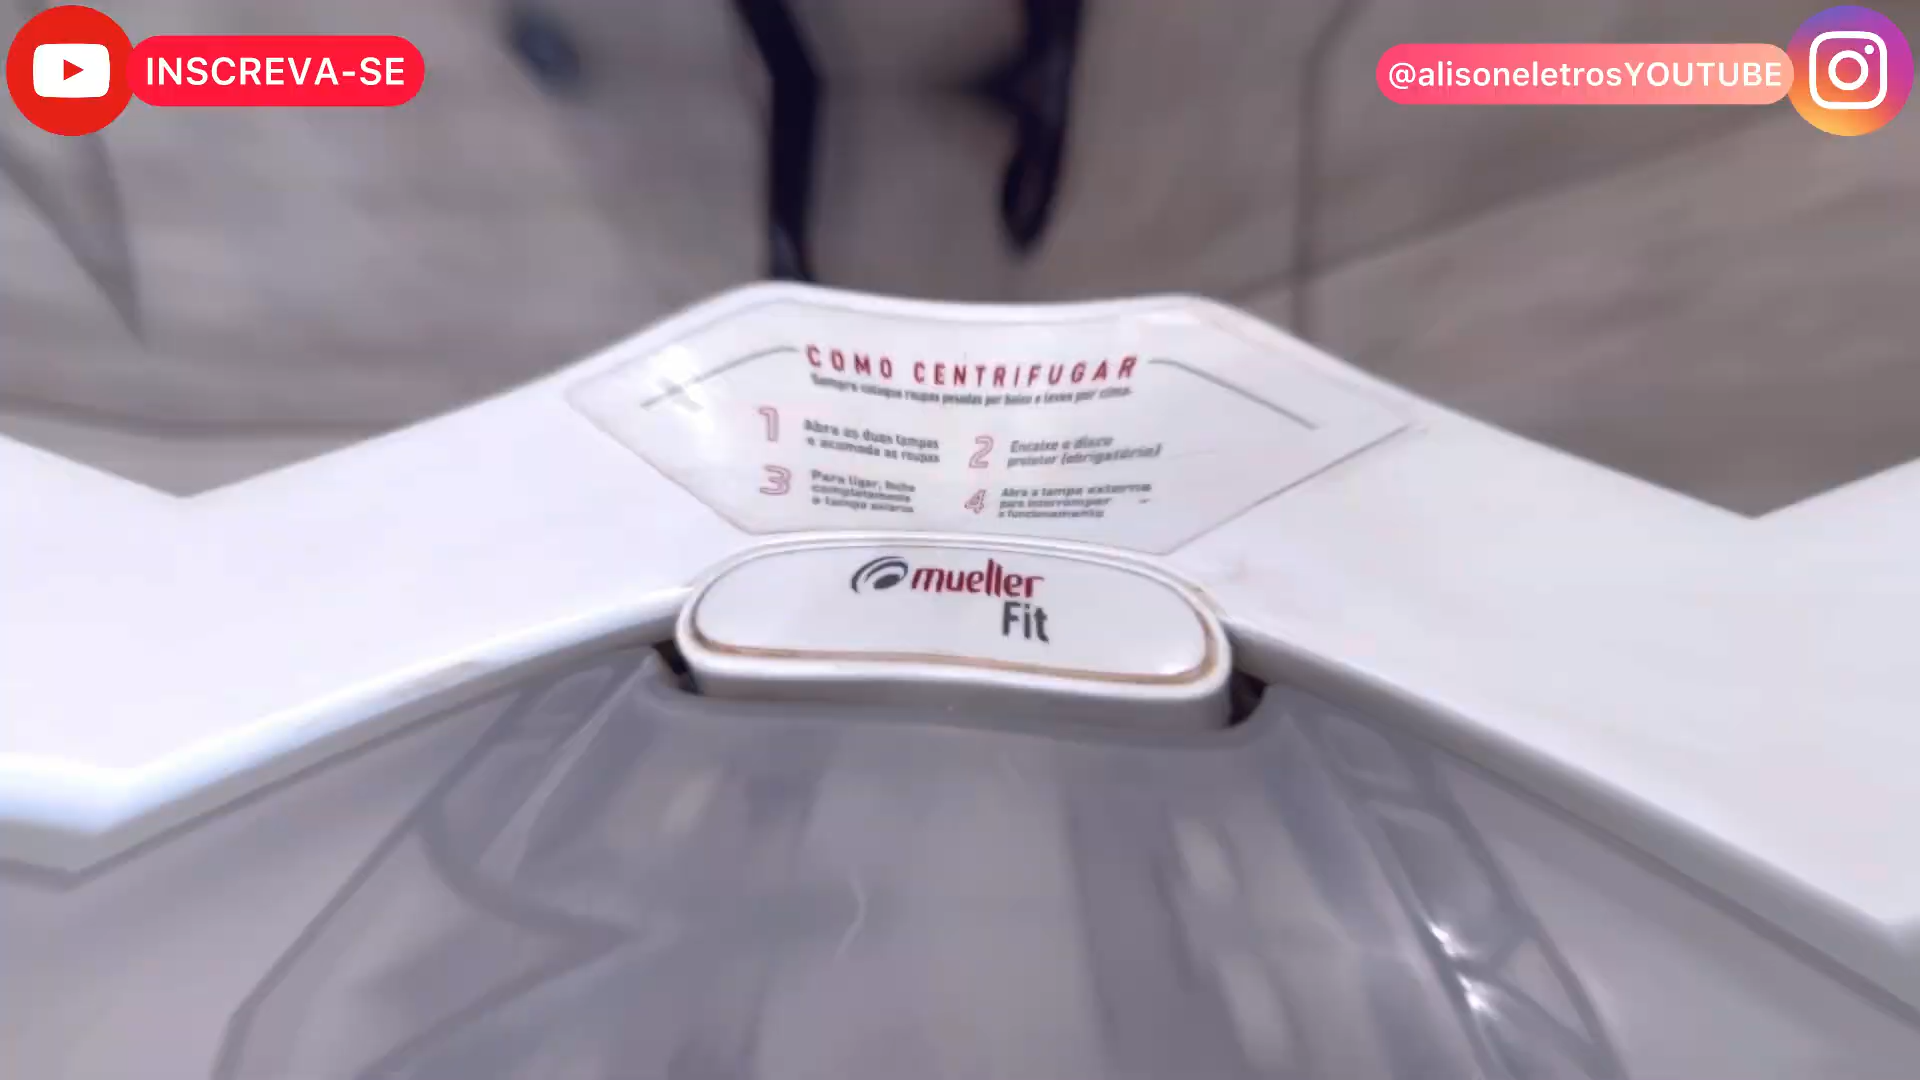 INSCREVA-SE
@alisoneletrosYOUTUBE
COMO CENTRIFUGAR
Sempre coloque roupas pesadas por baixo e leves por cima.
1
Abra as duas tampas
e acomode as roupas
2
Encaixe o disco
protetor (obrigatório)
3
Para ligar, feche
completamente
a tampa externa
4
Abra a tampa externa
para interromper
o funcionamento
mueller
Fit